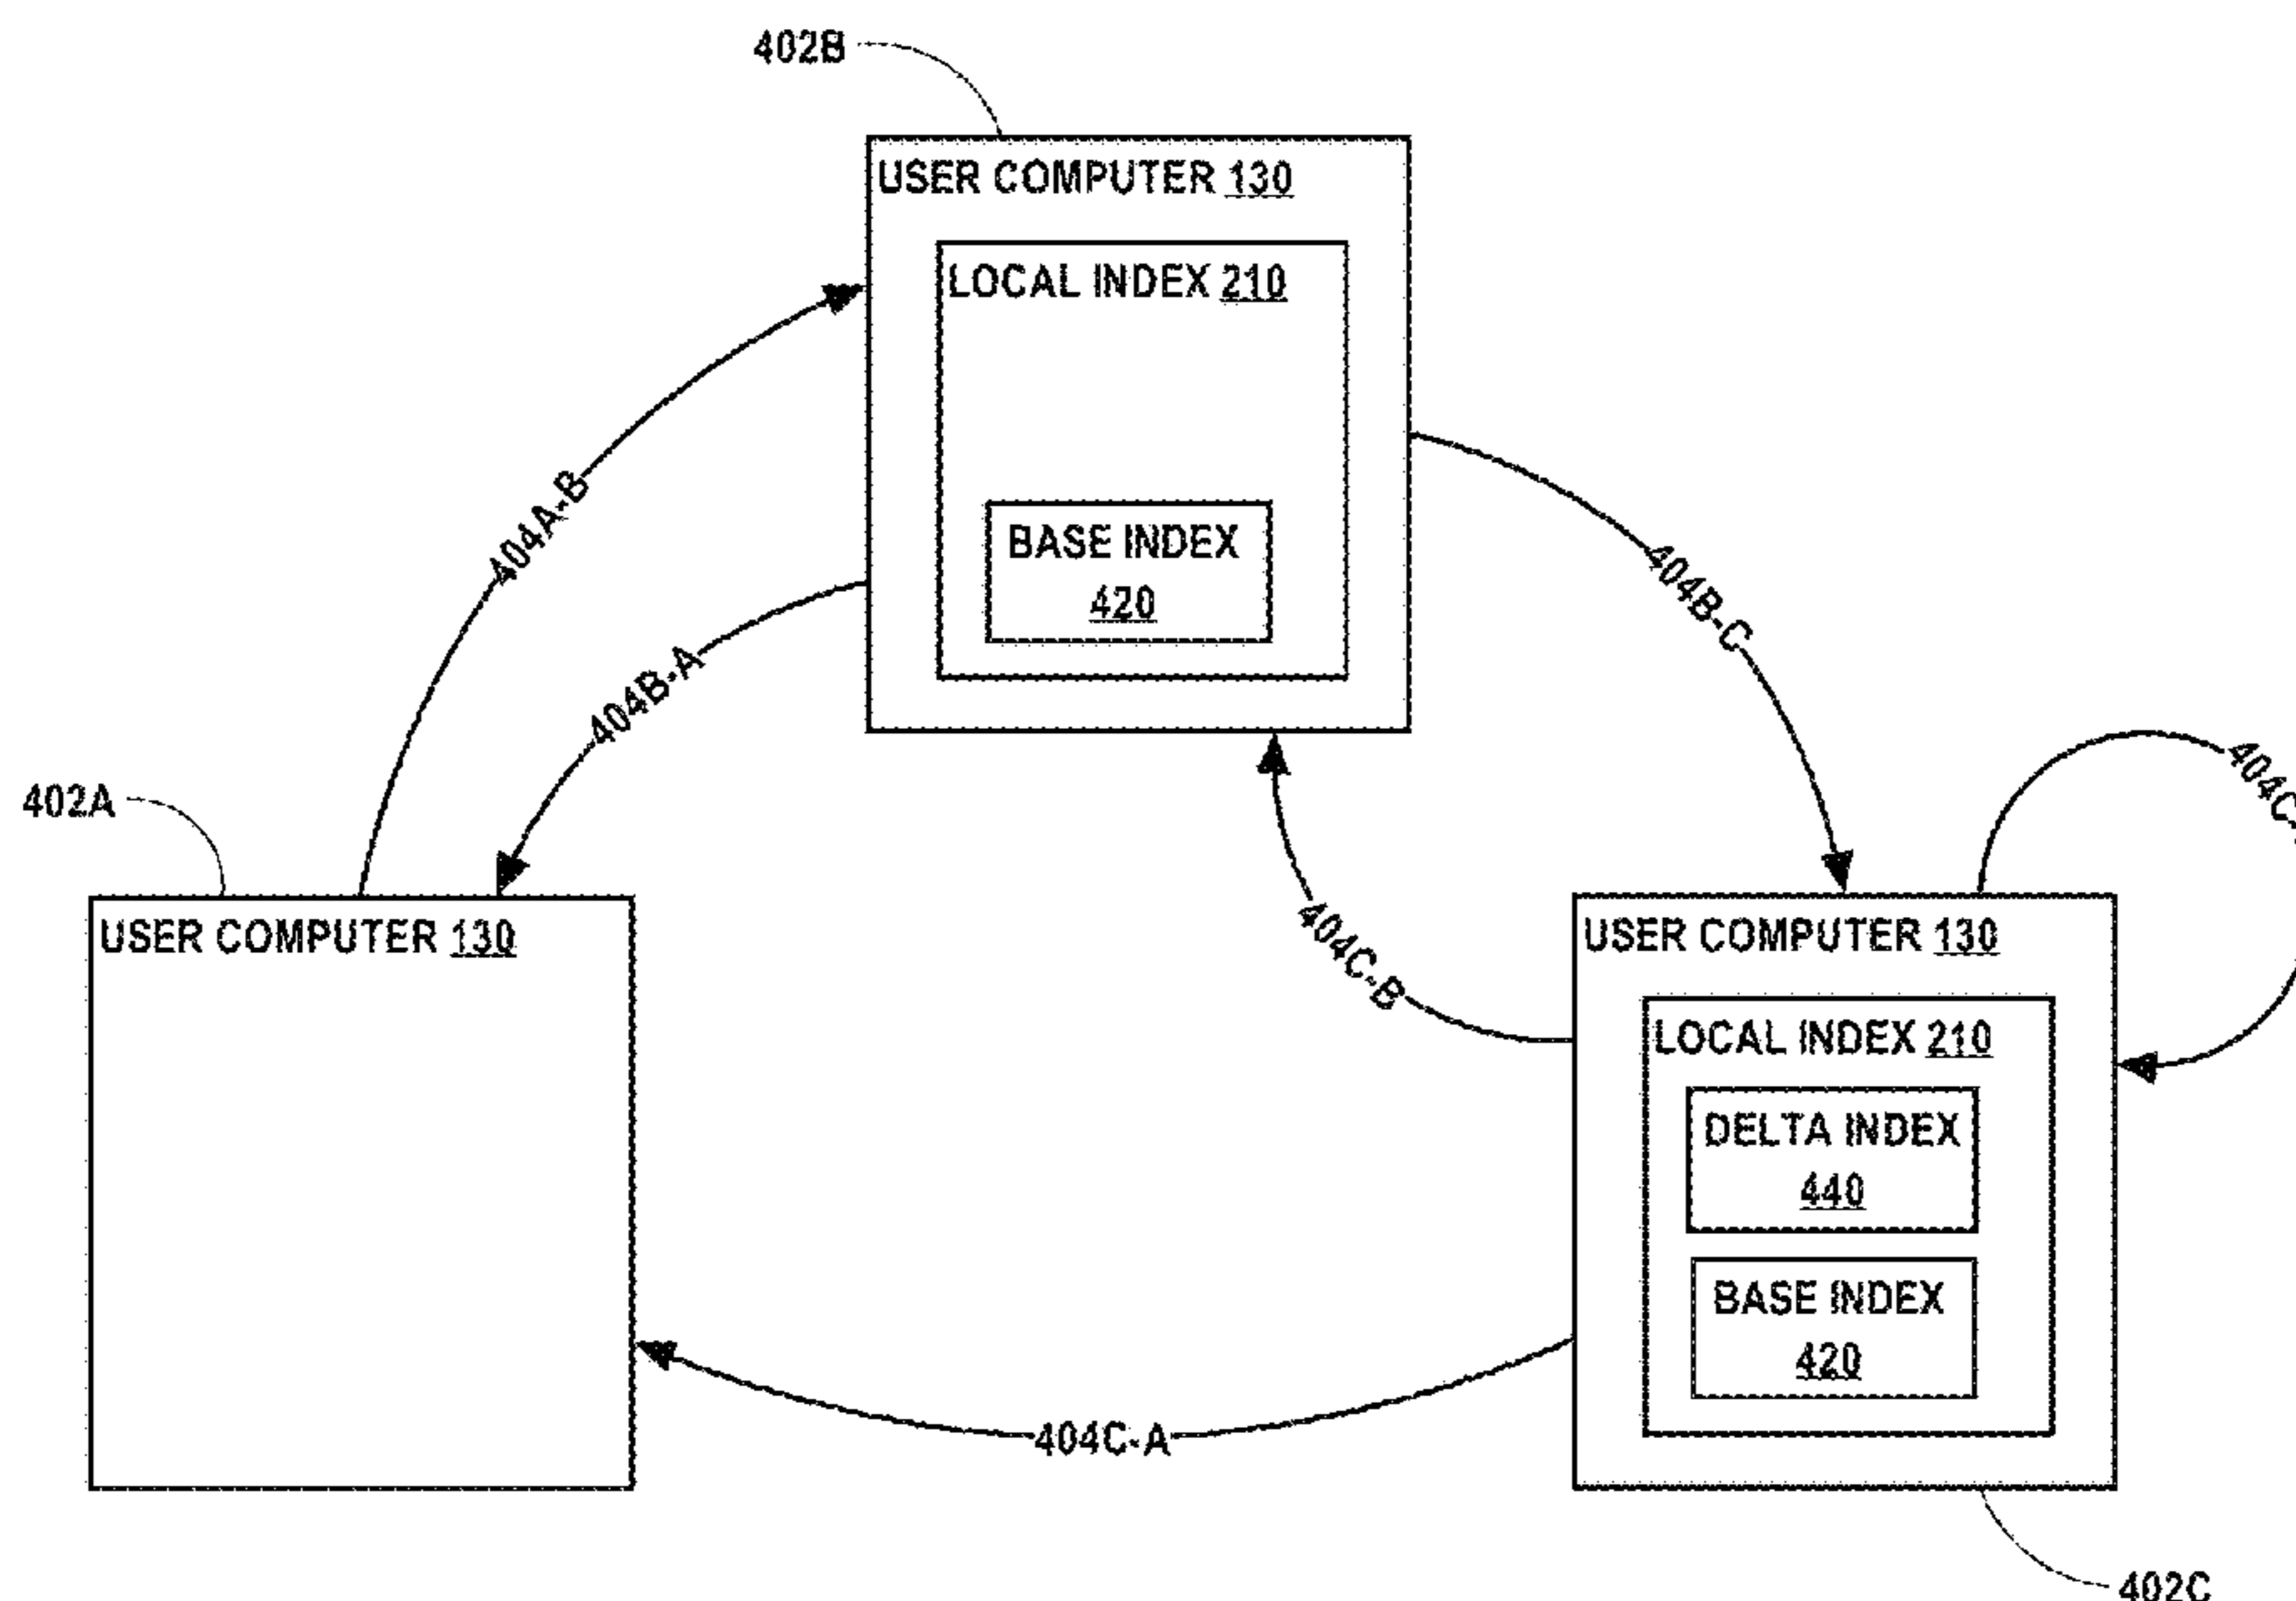 402B
USER COMPUTER 130
LOCAL INDEX 210
BASE INDEX
420
404A-B
404B-A
404B-C
404C-B
404C-
402A
USER COMPUTER 130
USER COMPUTER 130
LOCAL INDEX 210
DELTA INDEX
440
BASE INDEX
420
404C-A
402C